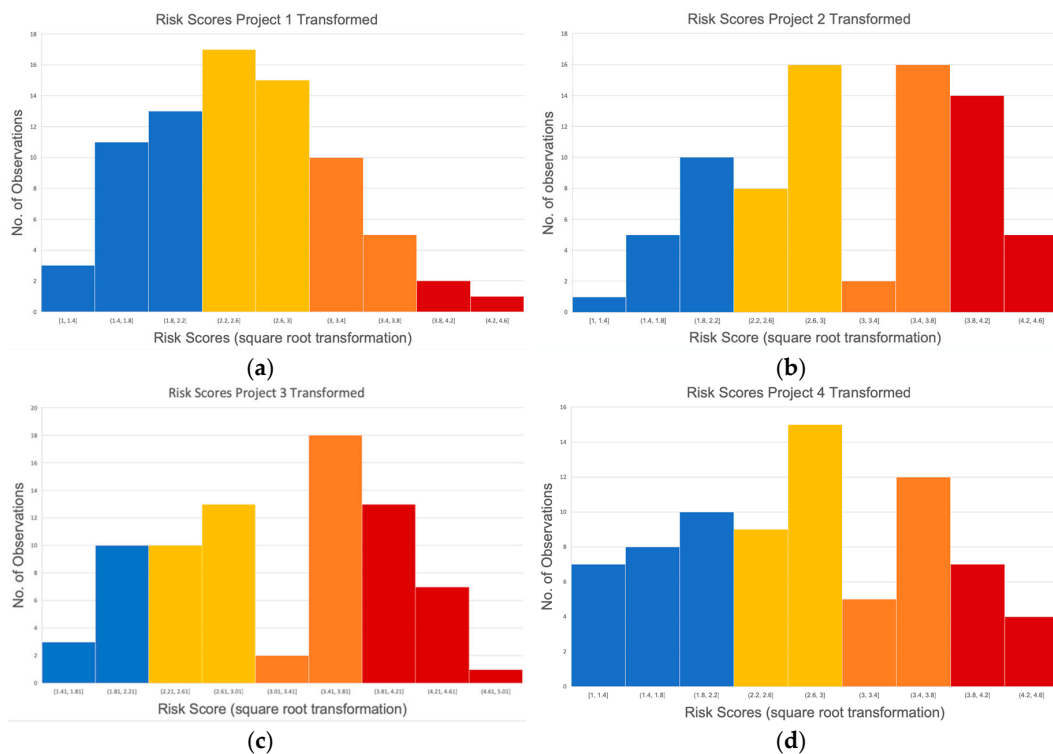 Risk Scores Project 1 Transformed
18
16
14
12
10
8
6
4
2
0
No. of Observations
[1, 1.4] (1.4, 1.8] (1.8, 2.2] (2.2, 2.6] (2.6, 3] (3, 3.4] (3.4, 3.8] (3.8, 4.2] (4.2, 4.6]
Risk Scores (square root transformation)
(a)
Risk Scores Project 2 Transformed
18
16
14
12
10
8
6
4
2
0
No. of observations
[1, 1.4] (1.4, 1.8] (1.8, 2.2] (2.2, 2.6] (2.6, 3] (3, 3.4] (3.4, 3.8] (3.8, 4.2] (4.2, 4.6]
Risk Score (square root transformation)
(b)
Risk Scores Project 3 Transformed
20
18
16
14
12
10
8
6
4
2
0
No. of Observations
[1.41, 1.81] (1.81, 2.21] (2.21, 2.61] (2.61, 3.01] (3.01, 3.41] (3.41, 3.81] (3.81, 4.21] (4.21, 4.61] (4.61, 5.01]
Risk Score (square root transformation)
(c)
Risk Scores Project 4 Transformed
16
14
12
10
8
6
4
2
0
No. of Observations
[1, 1.4] (1.4, 1.8] (1.8, 2.2] (2.2, 2.6] (2.6, 3] (3, 3.4] (3.4, 3.8] (3.8, 4.2] (4.2, 4.6]
Risk Scores (square root transformation)
(d)